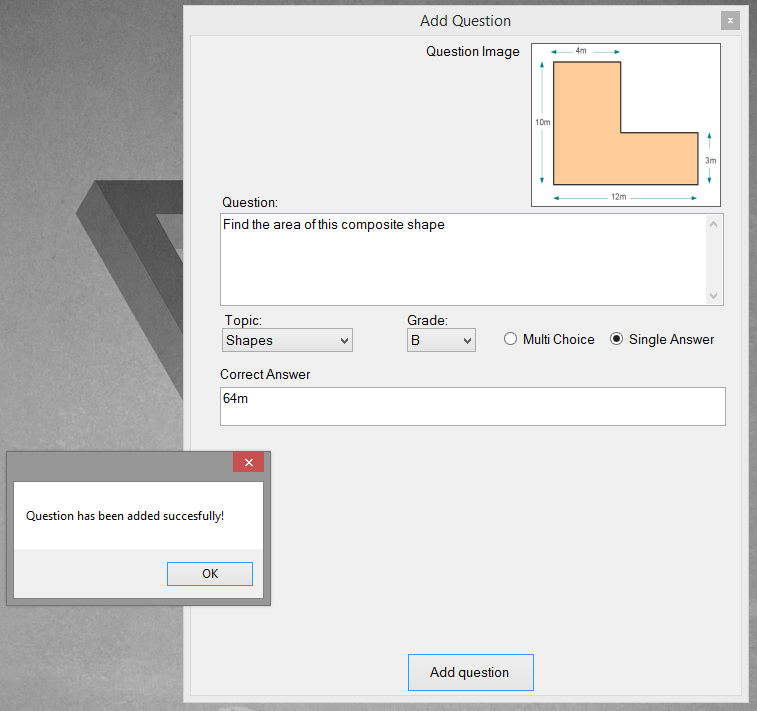 Add Question
x
Question Image
4m
10m
3m
12m
Question:
Find the area of this composite shape
Topic:
Grade:
Shapes
B
Multi Choice
Single Answer
Correct Answer
64m
Question has been added succesfully!
OK
Add question